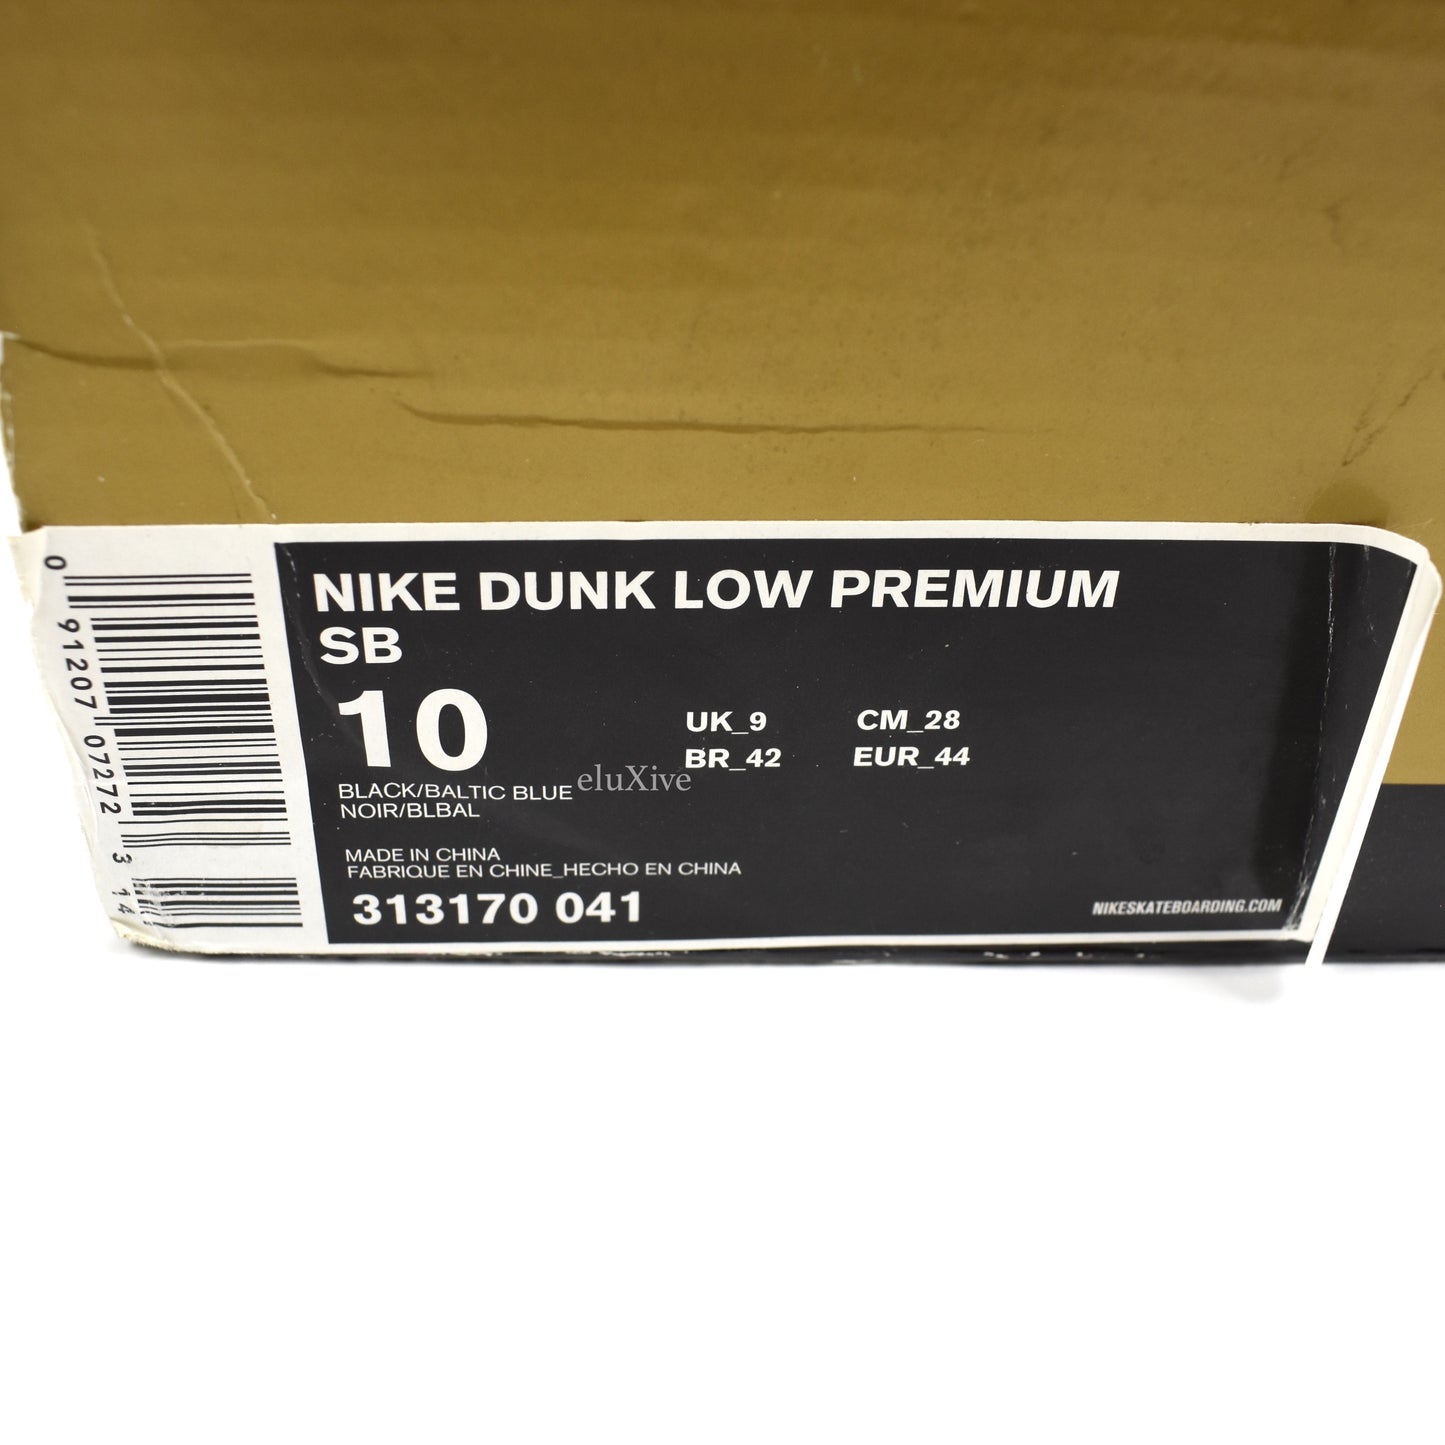 NIKE DUNK LOW PREMIUM
SB
10
UK_9 CM_28
BR_42 EUR_44
BLACK/BALTIC BLUE
NOIR/BLBAL
eluXive
MADE IN CHINA
FABRIQUE EN CHINE_HECHO EN CHINA
313170 041
NIKESKATEBOARDING.COM
0 91207 07272 3 14